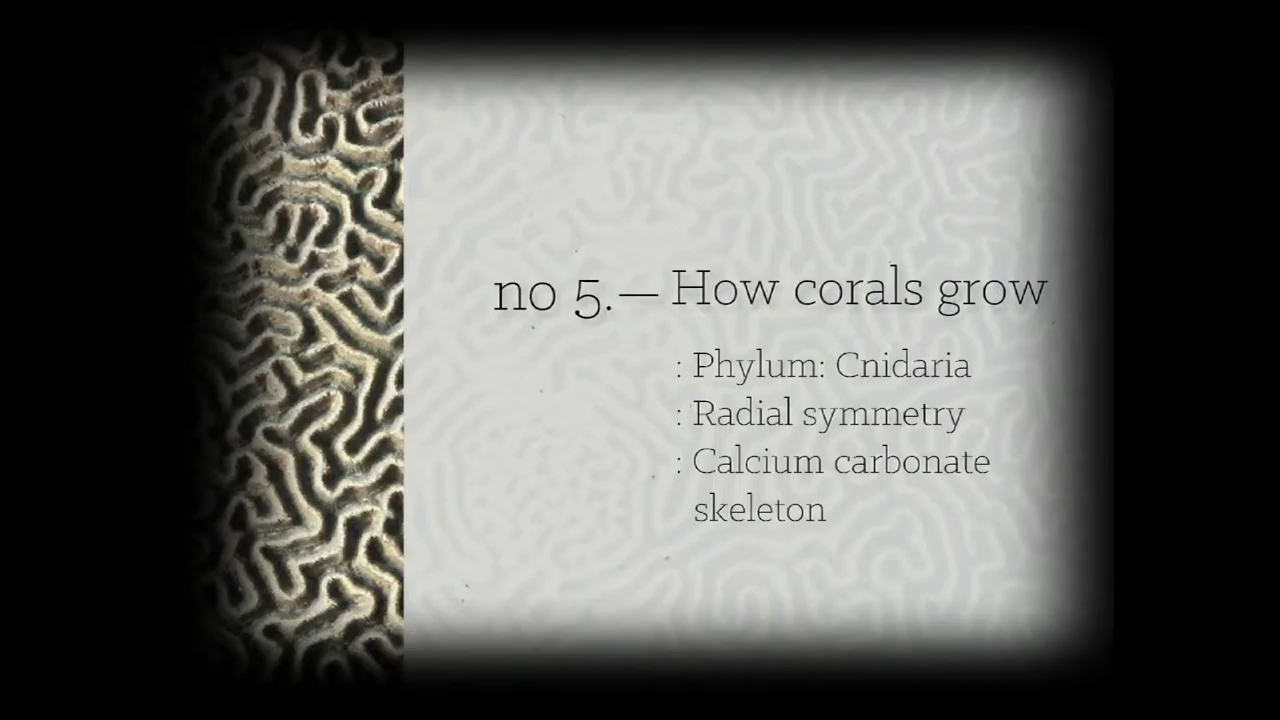 no 5.— How corals grow
: Phylum: Cnidaria
: Radial symmetry
: Calcium carbonate
skeleton